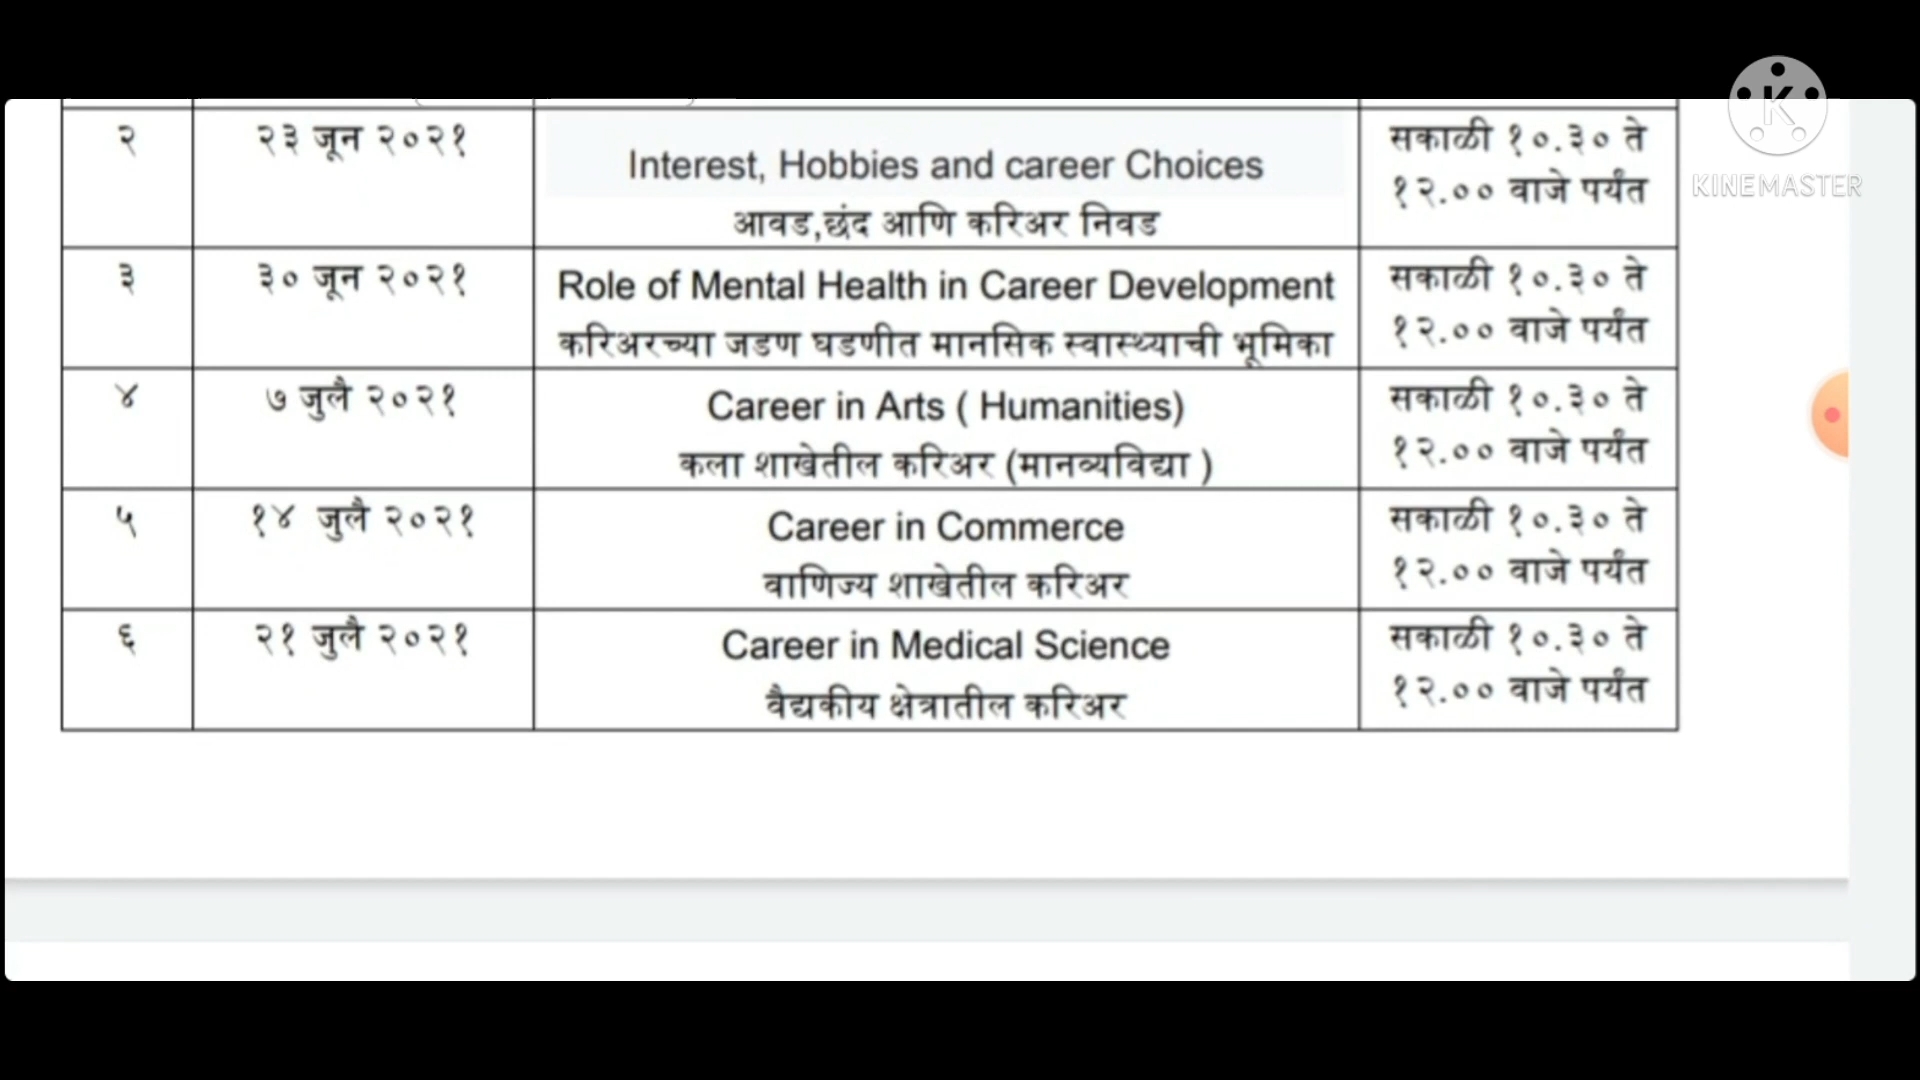 २
२३ जून २०२१
Interest, Hobbies and career Choices
आवड,छंद आणि करिअर निवड
सकाळी १०.३० ते
१२.०० वाजे पर्यंत
३
३० जून २०२१
Role of Mental Health in Career Development
करिअरच्या जडण घडणीत मानसिक स्वास्थ्याची भूमिका
सकाळी १०.३० ते
१२.०० वाजे पर्यंत
४
७ जुलै २०२१
Career in Arts ( Humanities)
कला शाखेतील करिअर (मानव्यविद्या )
सकाळी १०.३० ते
१२.०० वाजे पर्यंत
५
१४ जुलै २०२१
Career in Commerce
वाणिज्य शाखेतील करिअर
सकाळी १०.३० ते
१२.०० वाजे पर्यंत
६
२१ जुलै २०२१
Career in Medical Science
वैद्यकीय क्षेत्रातील करिअर
सकाळी १०.३० ते
१२.०० वाजे पर्यंत
K
KINEMASTER